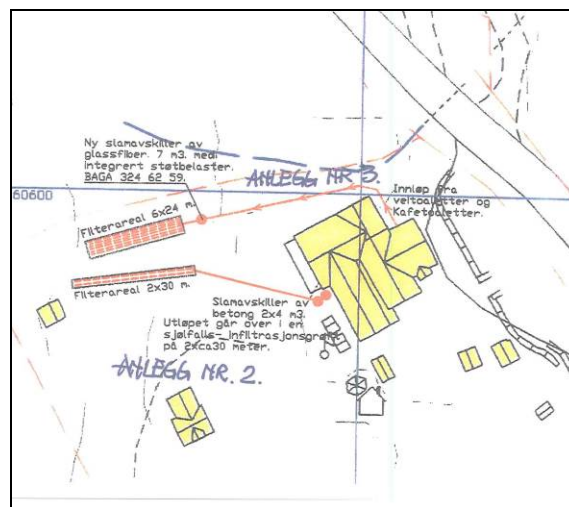 Ny slamavskiller av
glassfiber. 7 m3. med
integrert støtbelaster.
BAGA 324 62 59.
ANLEGG NR 3.
60600
Innløp fra
veitoaletter og
Kafetoaletter.
Filterareal 6x24 m.
Filterareal 2x30 m.
Slamavskiller av
betong 2x4 m3.
Utløpet går over i en
sjølfalls- infiltrasjonsgrøft
på 2xca30 meter.
ANLEGG NR. 2.